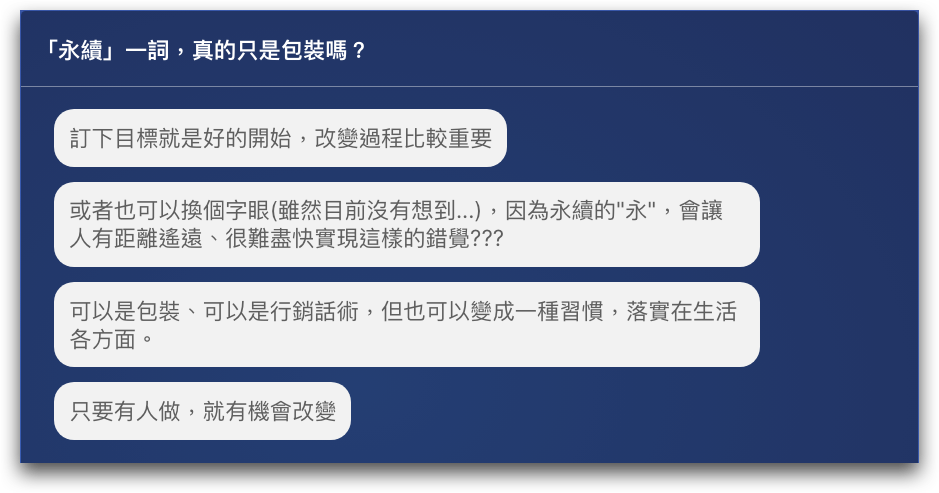 「永續」一詞，真的只是包裝嗎？
訂下目標就是好的開始，改變過程比較重要
或者也可以換個字眼(雖然目前沒有想到...)，因為永續的"永"，會讓
人有距離遙遠、很難盡快實現這樣的錯覺???
可以是包裝、可以是行銷話術，但也可以變成一種習慣，落實在生活
各方面。
只要有人做，就有機會改變